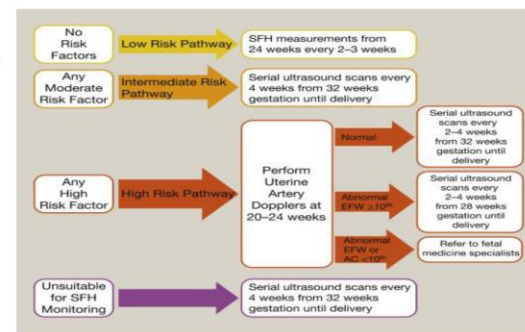 No
Risk
Factors
Low Risk Pathway
SFH measurements from
24 weeks every 2–3 weeks
Any
Moderate
Risk Factor
Intermediate Risk
Pathway
Serial ultrasound scans every
4 weeks from 32 weeks
gestation until delivery
Any
High
Risk Factor
High Risk Pathway
Perform
Uterine
Artery
Dopplers at
20–24 weeks
Normal
Serial ultrasound
scans every
2–4 weeks
from 32 weeks
gestation until
delivery
Abnormal
EFW ≥10th
Serial ultrasound
scans every
2–4 weeks
from 28 weeks
gestation until
delivery
Abnormal
EFW or
AC <10th
Refer to fetal
medicine specialists
Unsuitable
for SFH
Monitoring
Serial ultrasound scans every
4 weeks from 32 weeks
gestation until delivery